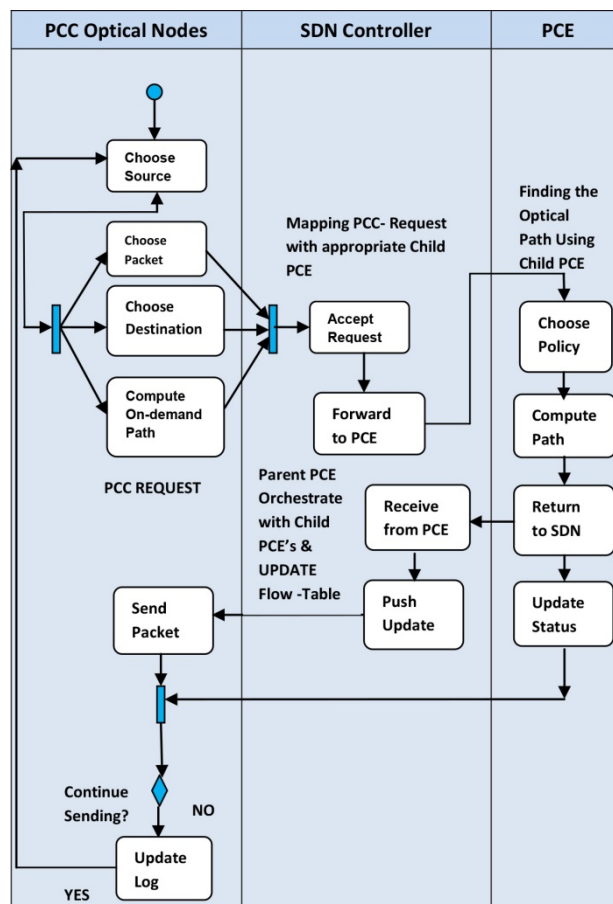 PCC Optical Nodes
SDN Controller
PCE
Choose
Source
Choose
Packet
Choose
Destination
Compute
On-demand
Path
PCC REQUEST
Mapping PCC- Request
with appropriate Child
PCE
Accept
Request
Forward
to PCE
Finding the
Optical
Path Using
Child PCE
Choose
Policy
Compute
Path
Return
to SDN
Update
Status
Parent PCE
Orchestrate
with Child
PCE’s &
UPDATE
Flow -Table
Receive
from PCE
Push
Update
Send
Packet
Continue
Sending?
NO
Update
Log
YES